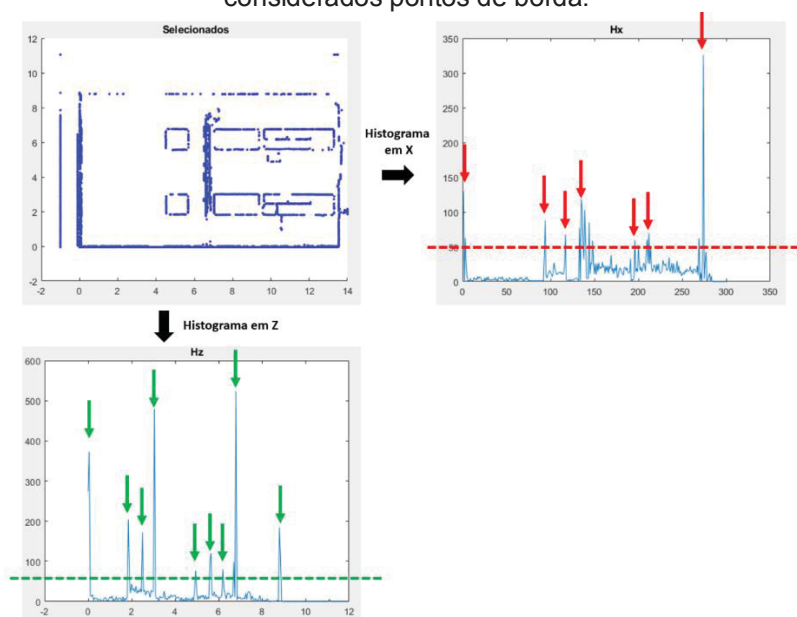 considerados pontos de borda.
Selecionados
12
10
8
6
4
2
0
-2
-2 0 2 4 6 8 10 12 14
Histograma
em X
Hx
350
300
250
200
150
100
50
0
0 50 100 150 200 250 300 350
Histograma em Z
Hz
600
500
400
300
200
100
0
-2 0 2 4 6 8 10 12